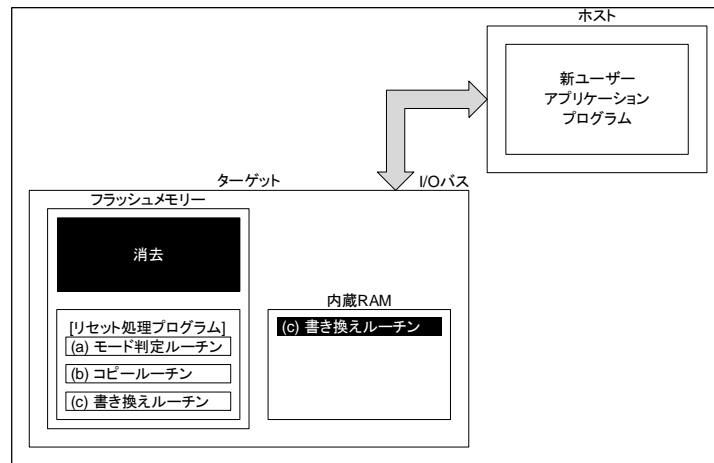 ホスト
新ユーザー
アプリケーション
プログラム
ターゲット
I/Oバス
フラッシュメモリー
消去
[リセット処理プログラム]
(a) モード判定ルーチン
(b) コピールーチン
(c) 書き換えルーチン
内蔵RAM
(c) 書き換えルーチン